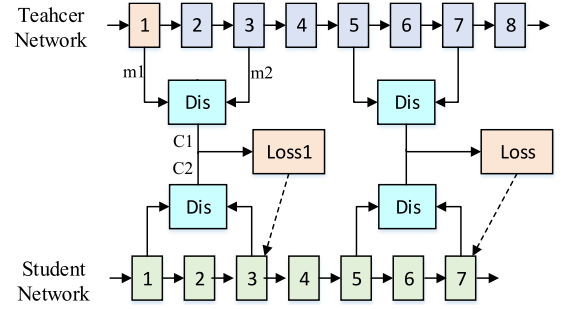 Teahcer
Network
1 2 3 4 5 6 7 8
m1 m2
Dis Dis
C1
Loss1 Loss
C2
Dis Dis
Student
Network
1 2 3 4 5 6 7